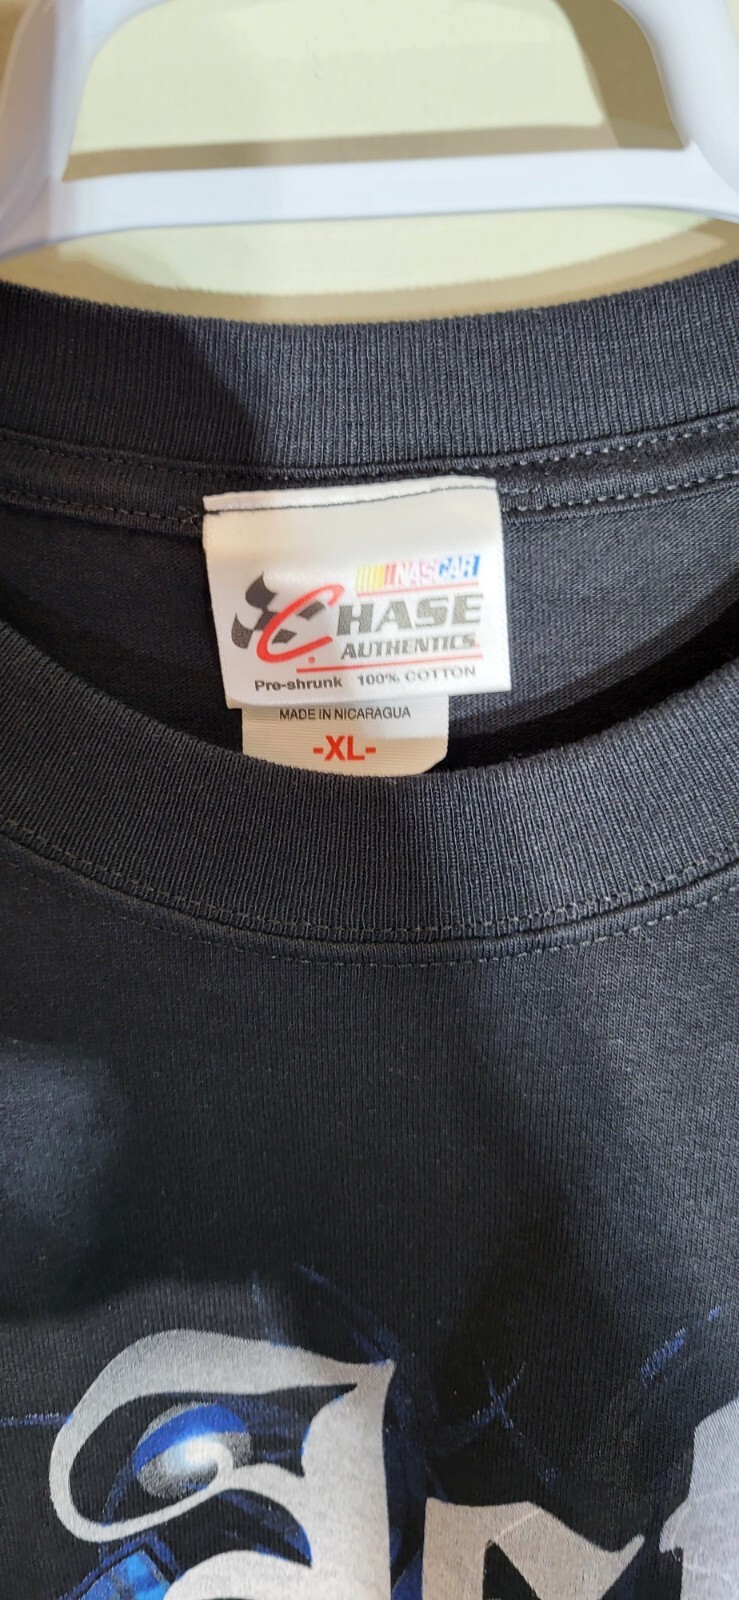 NASCAR
CHASE
AUTHENTICS
Pre-shrunk 100% COTTON
MADE IN NICARAGUA
-XL-